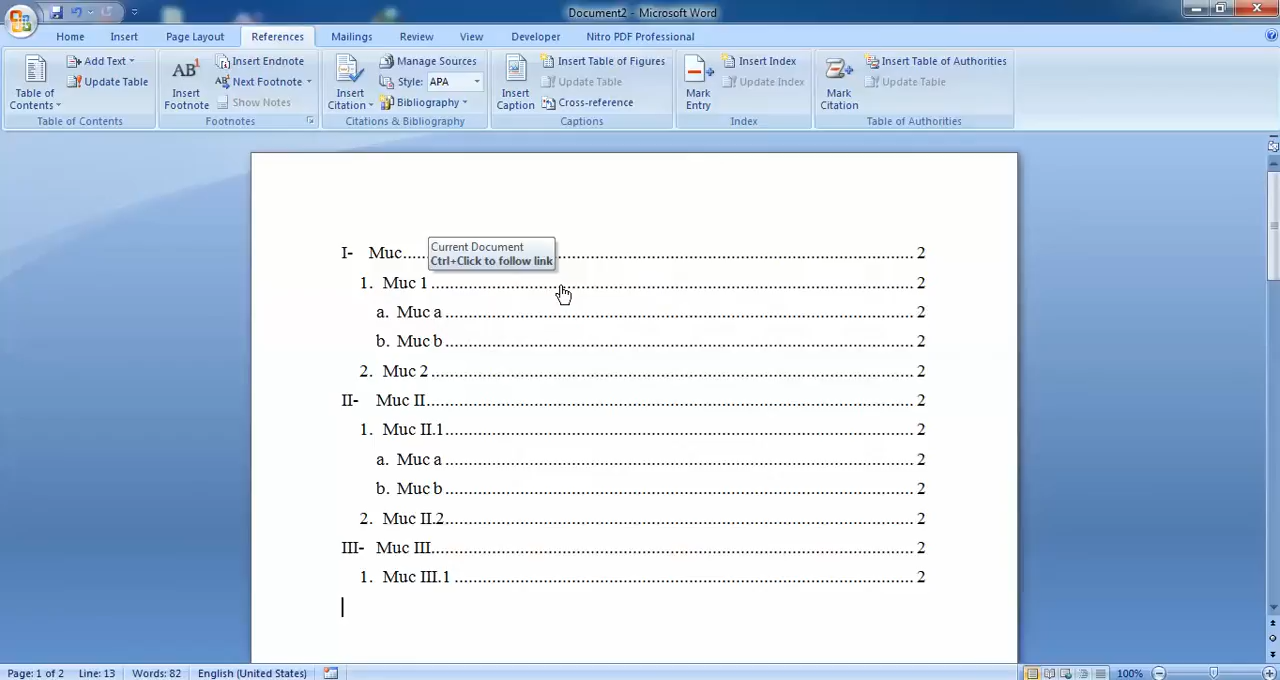 Document2 - Microsoft Word
Home Insert Page Layout References Mailings Review View Developer Nitro PDF Professional
Table of Contents
Add Text
Update Table
Table of Contents
AB¹
Insert Footnote
Insert Endnote
AB¹ Next Footnote
Show Notes
Footnotes
Insert Citation
Manage Sources
Style: APA
Bibliography
Citations & Bibliography
Insert Caption
Insert Table of Figures
Update Table
Cross-reference
Captions
Mark Entry
Insert Index
Update Index
Index
Mark Citation
Insert Table of Authorities
Update Table
Table of Authorities
Current Document
Ctrl+Click to follow link
I- Muc.......... 2
1. Muc 1.......... 2
a. Muc a.......... 2
b. Muc b.......... 2
2. Muc 2.......... 2
II- Muc II.......... 2
1. Muc II.1.......... 2
a. Muc a.......... 2
b. Muc b.......... 2
2. Muc II.2.......... 2
III- Muc III.......... 2
1. Muc III.1.......... 2
Page: 1 of 2 Line: 13 Words: 82 English (United States) 100%